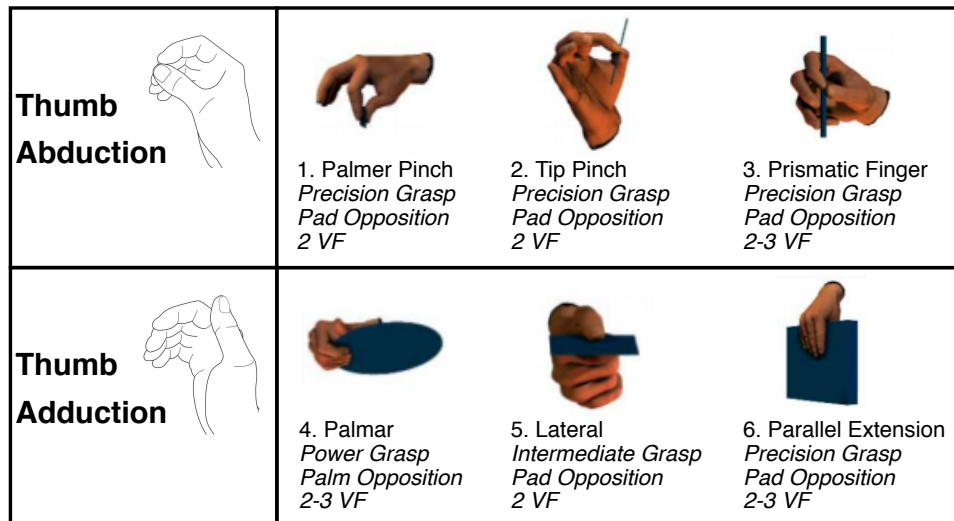 Thumb
Abduction
1. Palmer Pinch
Precision Grasp
Pad Opposition
2 VF
2. Tip Pinch
Precision Grasp
Pad Opposition
2 VF
3. Prismatic Finger
Precision Grasp
Pad Opposition
2-3 VF
Thumb
Adduction
4. Palmar
Power Grasp
Palm Opposition
2-3 VF
5. Lateral
Intermediate Grasp
Pad Opposition
2 VF
6. Parallel Extension
Precision Grasp
Pad Opposition
2-3 VF